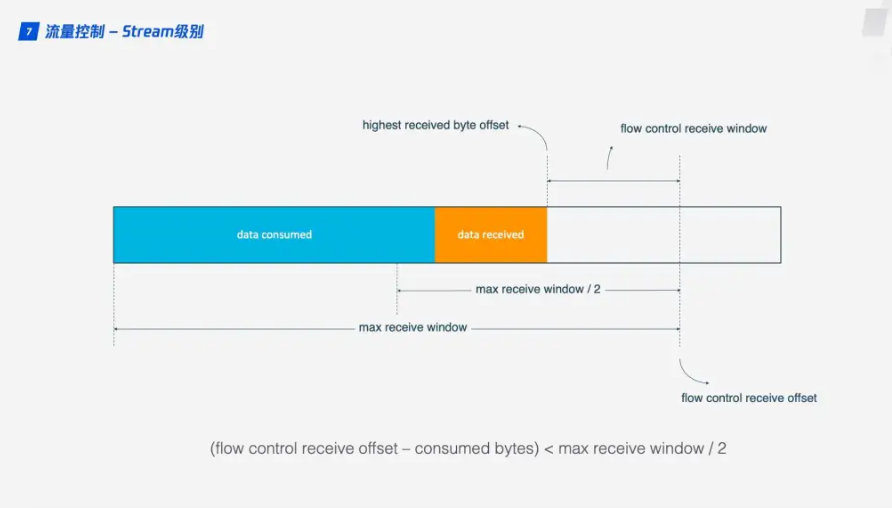 7 流量控制 – Stream级别
highest received byte offset
flow control receive window
data consumed
data received
max receive window / 2
max receive window
flow control receive offset
(flow control receive offset – consumed bytes) < max receive window / 2